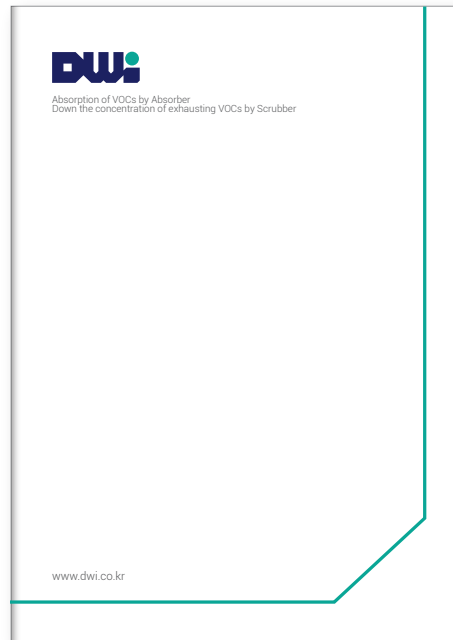 DWi
Absorption of VOCs by Absorber
Down the concentration of exhausting VOCs by Scrubber
www.dwi.co.kr